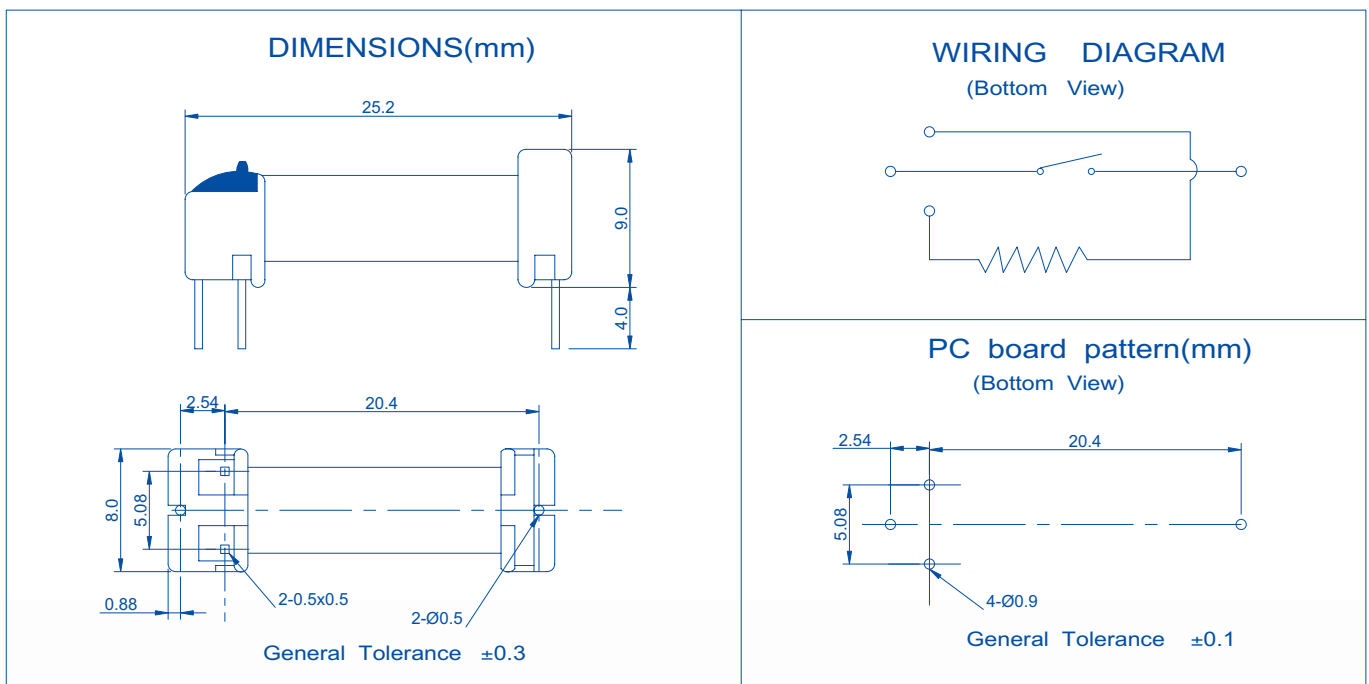 DIMENSIONS(mm)
25.2
9.0
4.0
2.54
20.4
8.0
5.08
0.88
2-0.5x0.5
2-Ø0.5
General Tolerance ±0.3
WIRING DIAGRAM
(Bottom View)
PC board pattern(mm)
(Bottom View)
2.54
20.4
5.08
4-Ø0.9
General Tolerance ±0.1